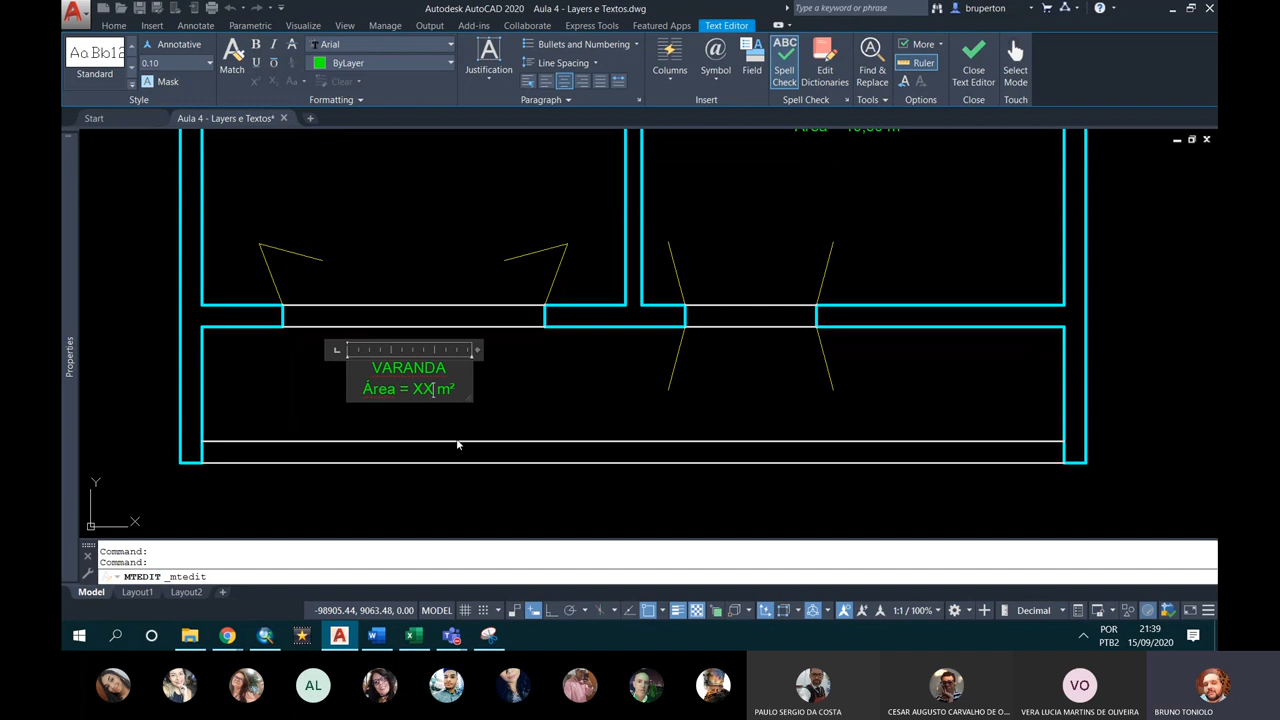 Autodesk AutoCAD 2020 Aula 4 - Layers e Textos.dwg
Type a keyword or phrase
bruperton
Home Insert Annotate Parametric Visualize View Manage Output Add-ins Collaborate Express Tools Featured Apps Text Editor
AaBb12
Standard
Annotative
0.10
Mask
Style
Match
B I A
Arial
ByLayer
Clear
Formatting
Justification
Bullets and Numbering
Line Spacing
Paragraph
Columns
Symbol
Field
Insert
ABC
Spell
Check
Edit
Dictionaries
Spell Check
Find &
Replace
Tools
More
Ruler
Options
Close
Text Editor
Close
Select
Mode
Touch
Start
Aula 4 - Layers e Textos*
VARANDA
Área = XX m²
Y
X
Properties
Command:
Command:
MTEDIT _mtedit
Model Layout1 Layout2
-98905.44, 9063.48, 0.00 MODEL
1:1 / 100%
Decimal
POR
PTB2
21:39
15/09/2020
AL
VO
PAULO SERGIO DA COSTA
CESAR AUGUSTO CARVALHO DE O...
VERA LUCIA MARTINS DE OLIVEIRA
BRUNO TONIOLO